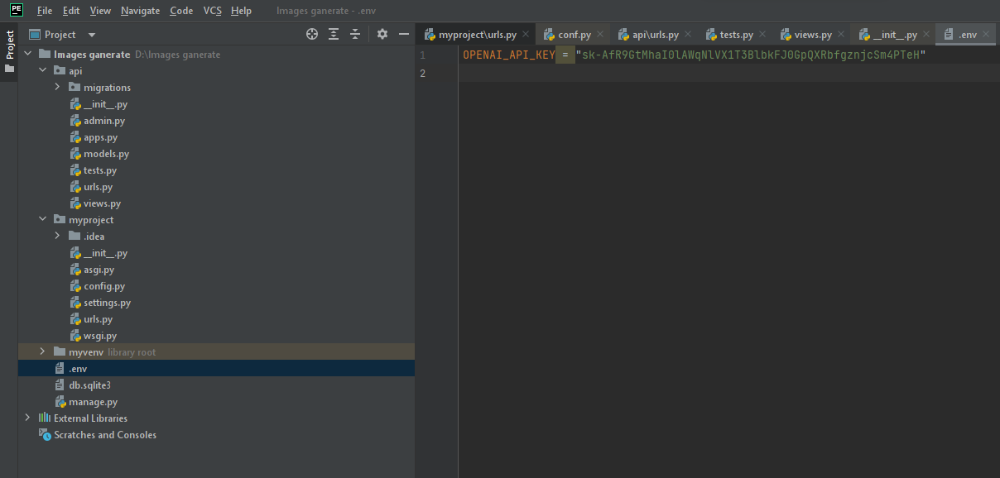 PE File Edit View Navigate Code VCS Help Images ganerate - .env
Project
Project
myproject\urls.py conf.py api\urls.py tests.py views.py __init__.py .env
Images ganerate D:\Images ganerate
api
migrations
__init__.py
admin.py
apps.py
models.py
tests.py
urls.py
views.py
myproject
.idea
__init__.py
asgi.py
config.py
settings.py
urls.py
wsgi.py
myvenv library root
.env
db.sqlite3
manage.py
External Libraries
Scratches and Consoles
1 OPENAI_API_KEY =
2